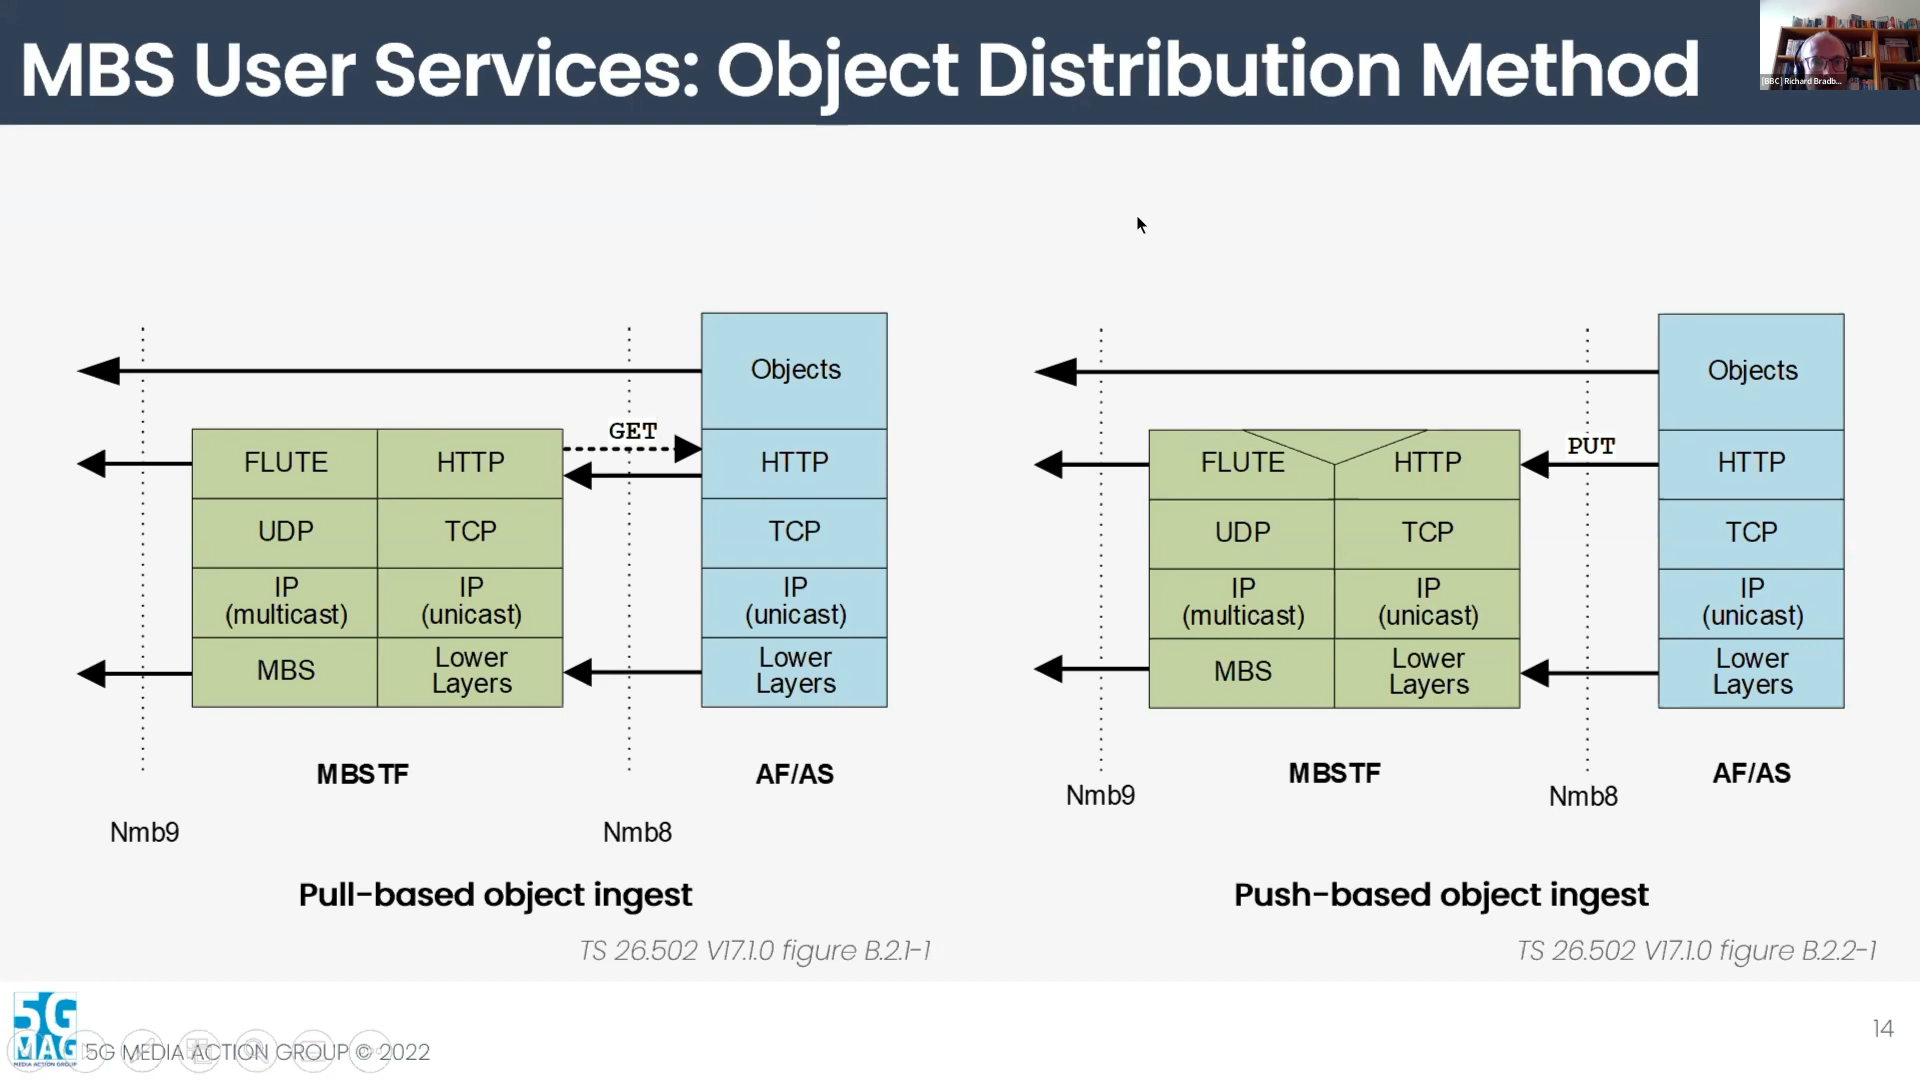 MBS User Services: Object Distribution Method
[BBC] Richard Bradb...
Objects
GET
FLUTE
HTTP
HTTP
UDP
TCP
TCP
IP
(multicast)
IP
(unicast)
IP
(unicast)
MBS
Lower
Layers
Lower
Layers
MBSTF
AF/AS
Nmb9
Nmb8
Pull-based object ingest
TS 26.502 V17.1.0 figure B.2.1-1
Objects
PUT
FLUTE
HTTP
HTTP
UDP
TCP
TCP
IP
(multicast)
IP
(unicast)
IP
(unicast)
MBS
Lower
Layers
Lower
Layers
MBSTF
AF/AS
Nmb9
Nmb8
Push-based object ingest
TS 26.502 V17.1.0 figure B.2.2-1
5G
MAG
MEDIA ACTION GROUP
5G MEDIA ACTION GROUP © 2022
14